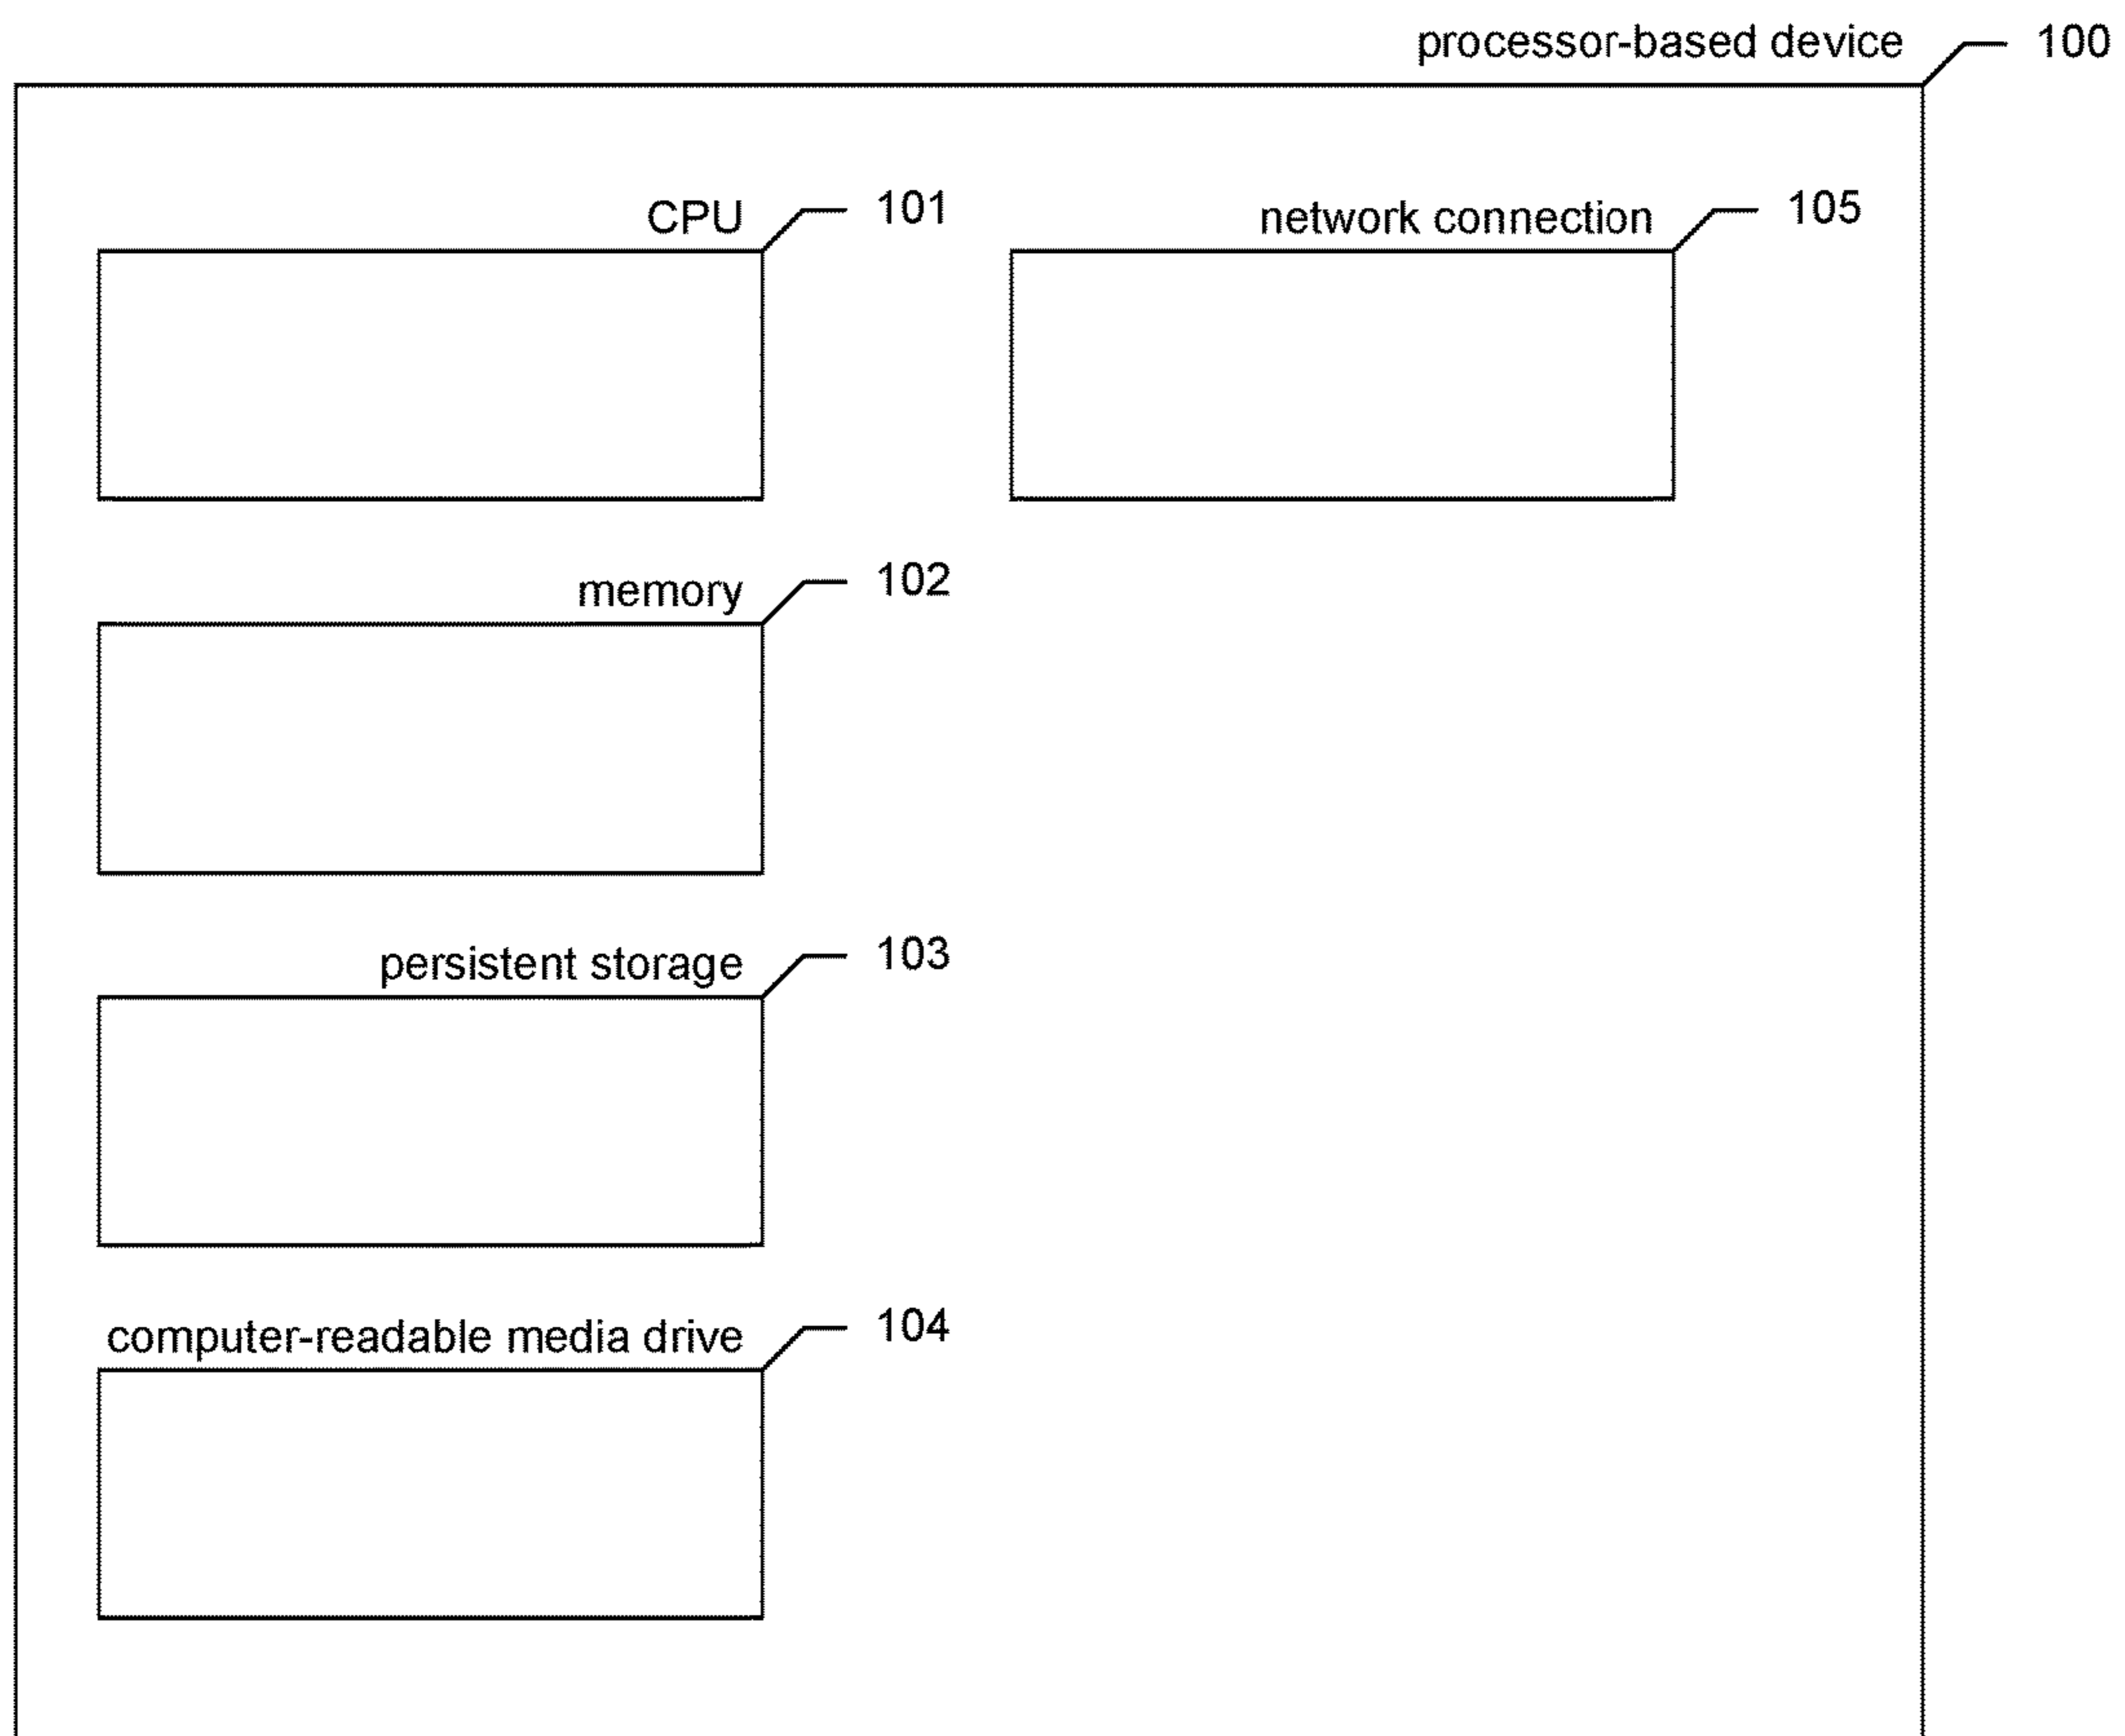 processor-based device 100
CPU 101
network connection 105
memory 102
persistent storage 103
computer-readable media drive 104